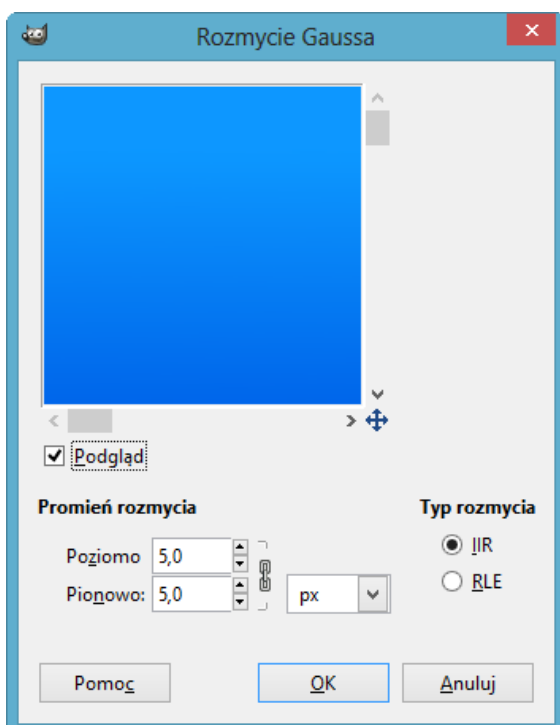 Rozmycie Gaussa
Podgląd
Promień rozmycia
Typ rozmycia
Poziomo 5,0
IIR
Pionowo: 5,0 px
RLE
Pomoc OK Anuluj